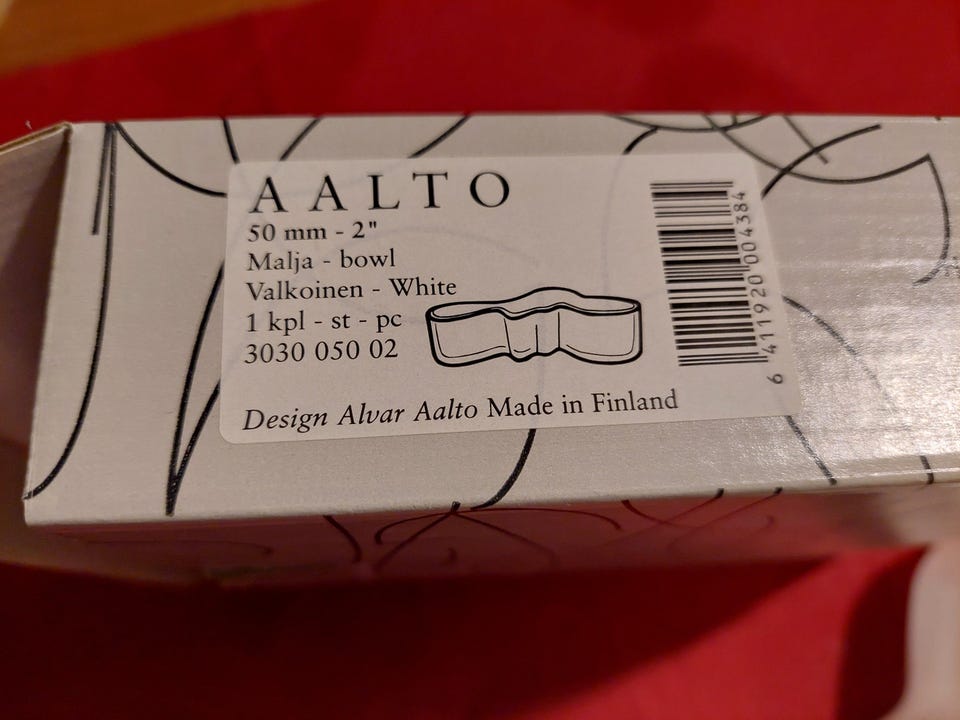 AALTO
50 mm - 2"
Malja - bowl
Valkoinen - White
1 kpl - st - pc
3030 050 02
Design Alvar Aalto Made in Finland
6 411920 004384